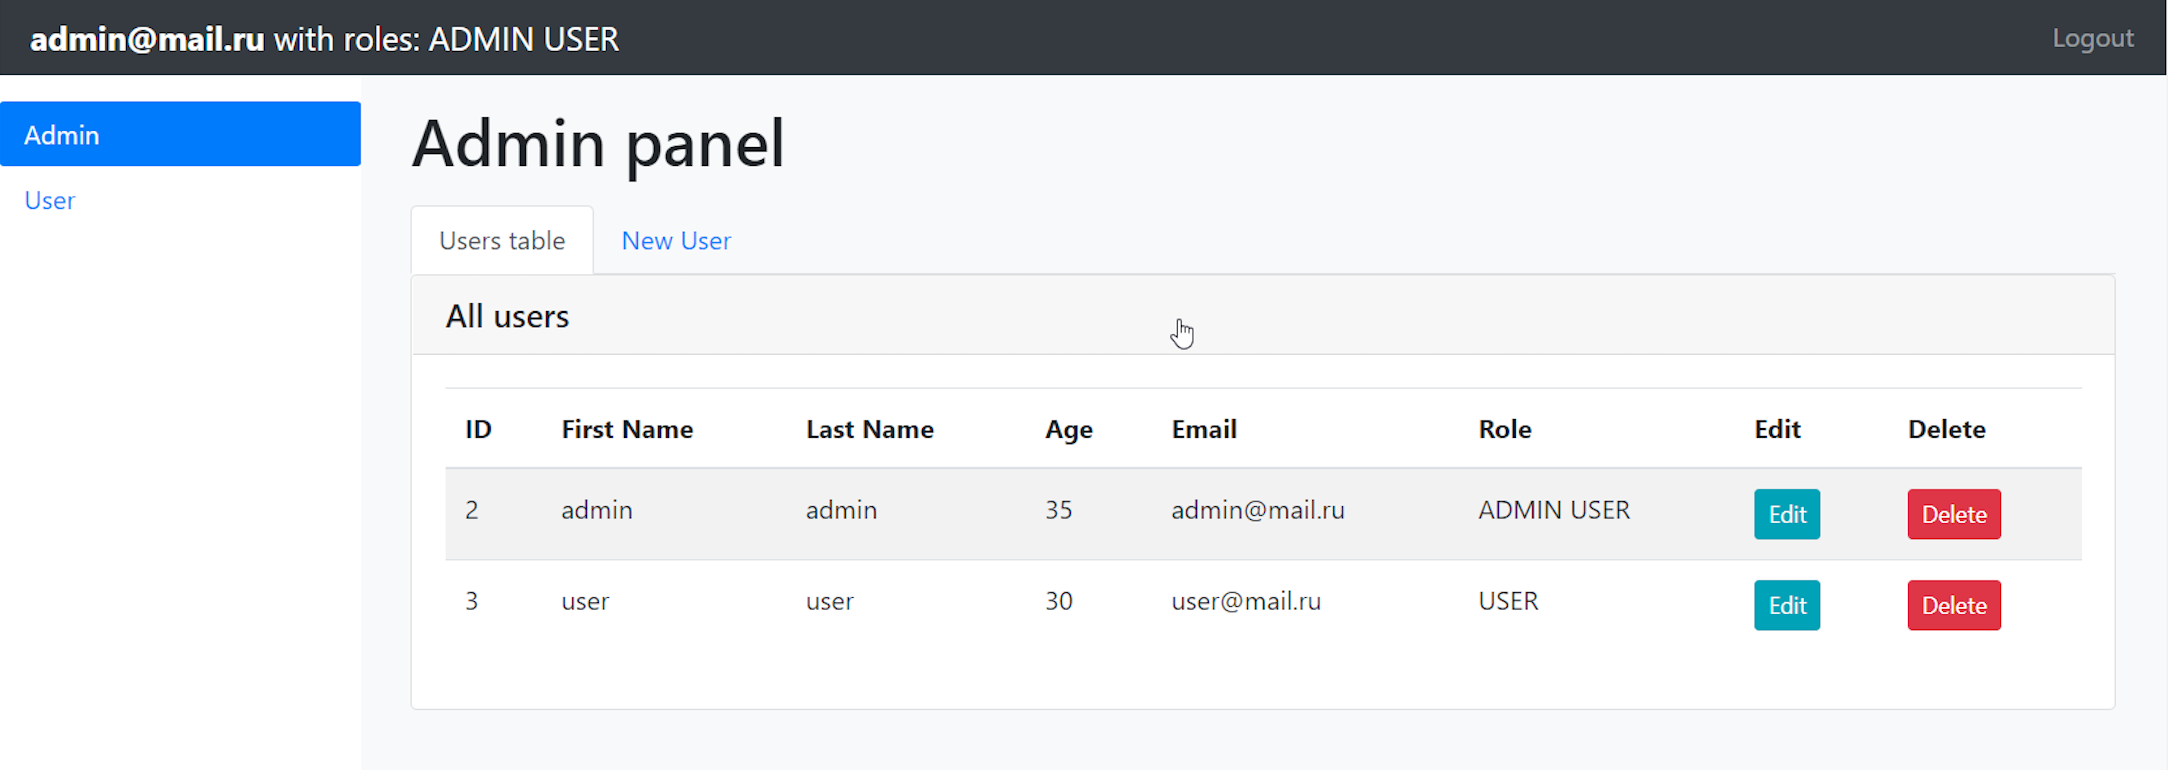 admin@mail.ru with roles: ADMIN USER Logout
Admin
User
Admin panel
Users table New User
All users
ID First Name Last Name Age Email Role Edit Delete
2 admin admin 35 admin@mail.ru ADMIN USER Edit Delete
3 user user 30 user@mail.ru USER Edit Delete